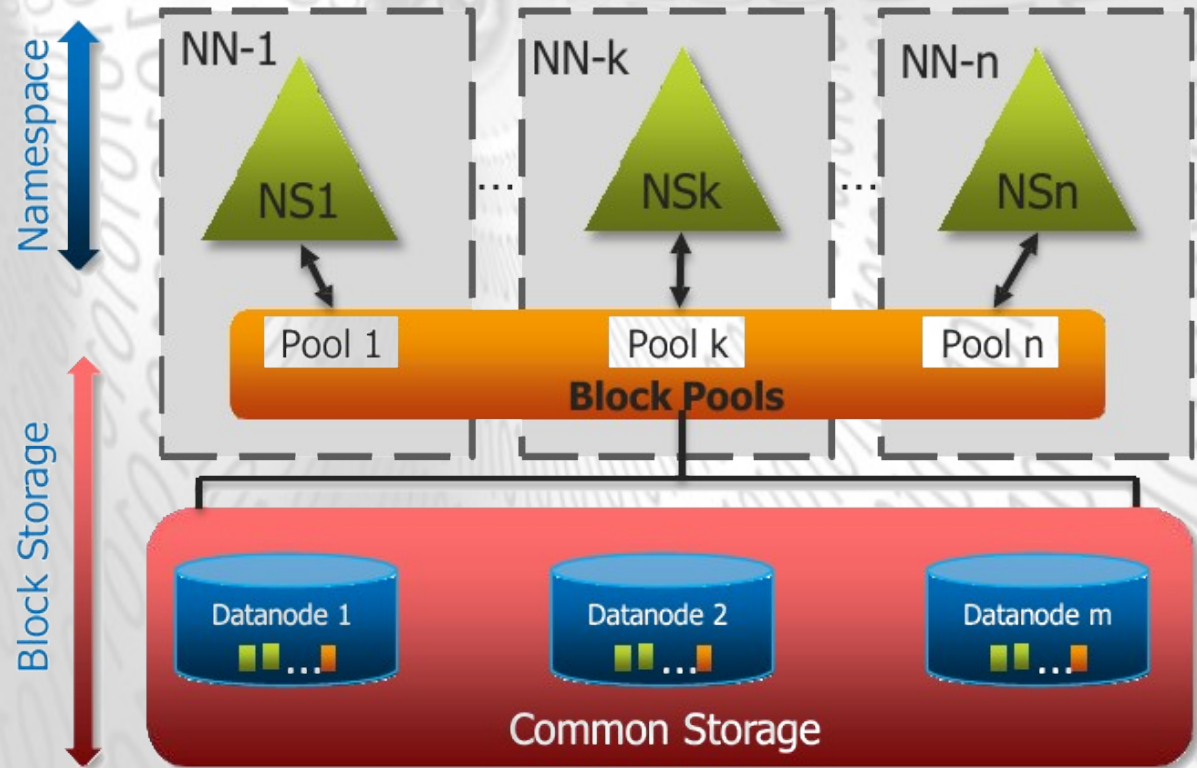 Namespace
NN-1
NN-k
NN-n
NS1
...
NSk
...
NSn
Pool 1
Pool k
Pool n
Block Pools
Block Storage
Datanode 1
...
Datanode 2
...
Datanode m
...
Common Storage